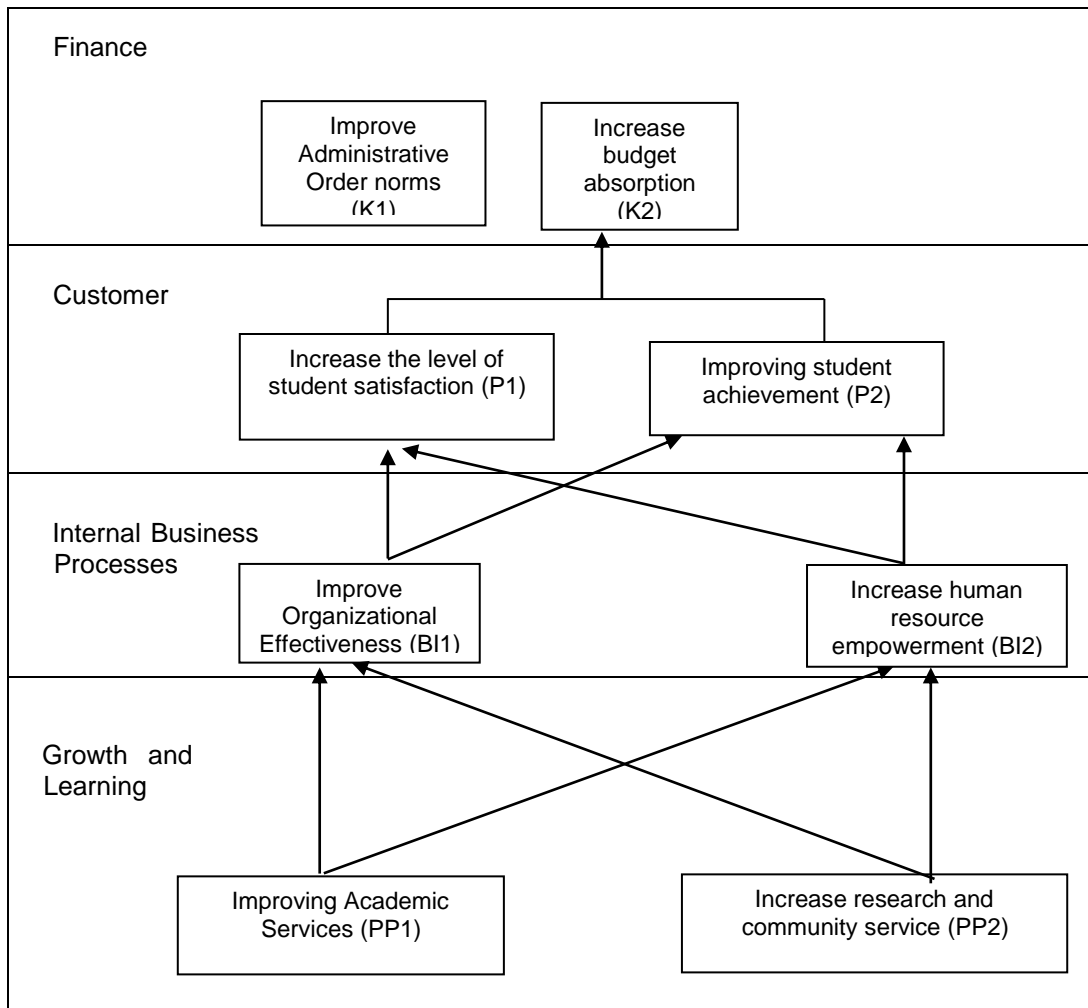 Finance
Improve
Administrative
Order norms
(K1)
Increase
budget
absorption
(K2)
Customer
Increase the level of
student satisfaction (P1)
Improving student
achievement (P2)
Internal Business
Processes
Improve
Organizational
Effectiveness (BI1)
Increase human
resource
empowerment (BI2)
Growth and
Learning
Improving Academic
Services (PP1)
Increase research and
community service (PP2)